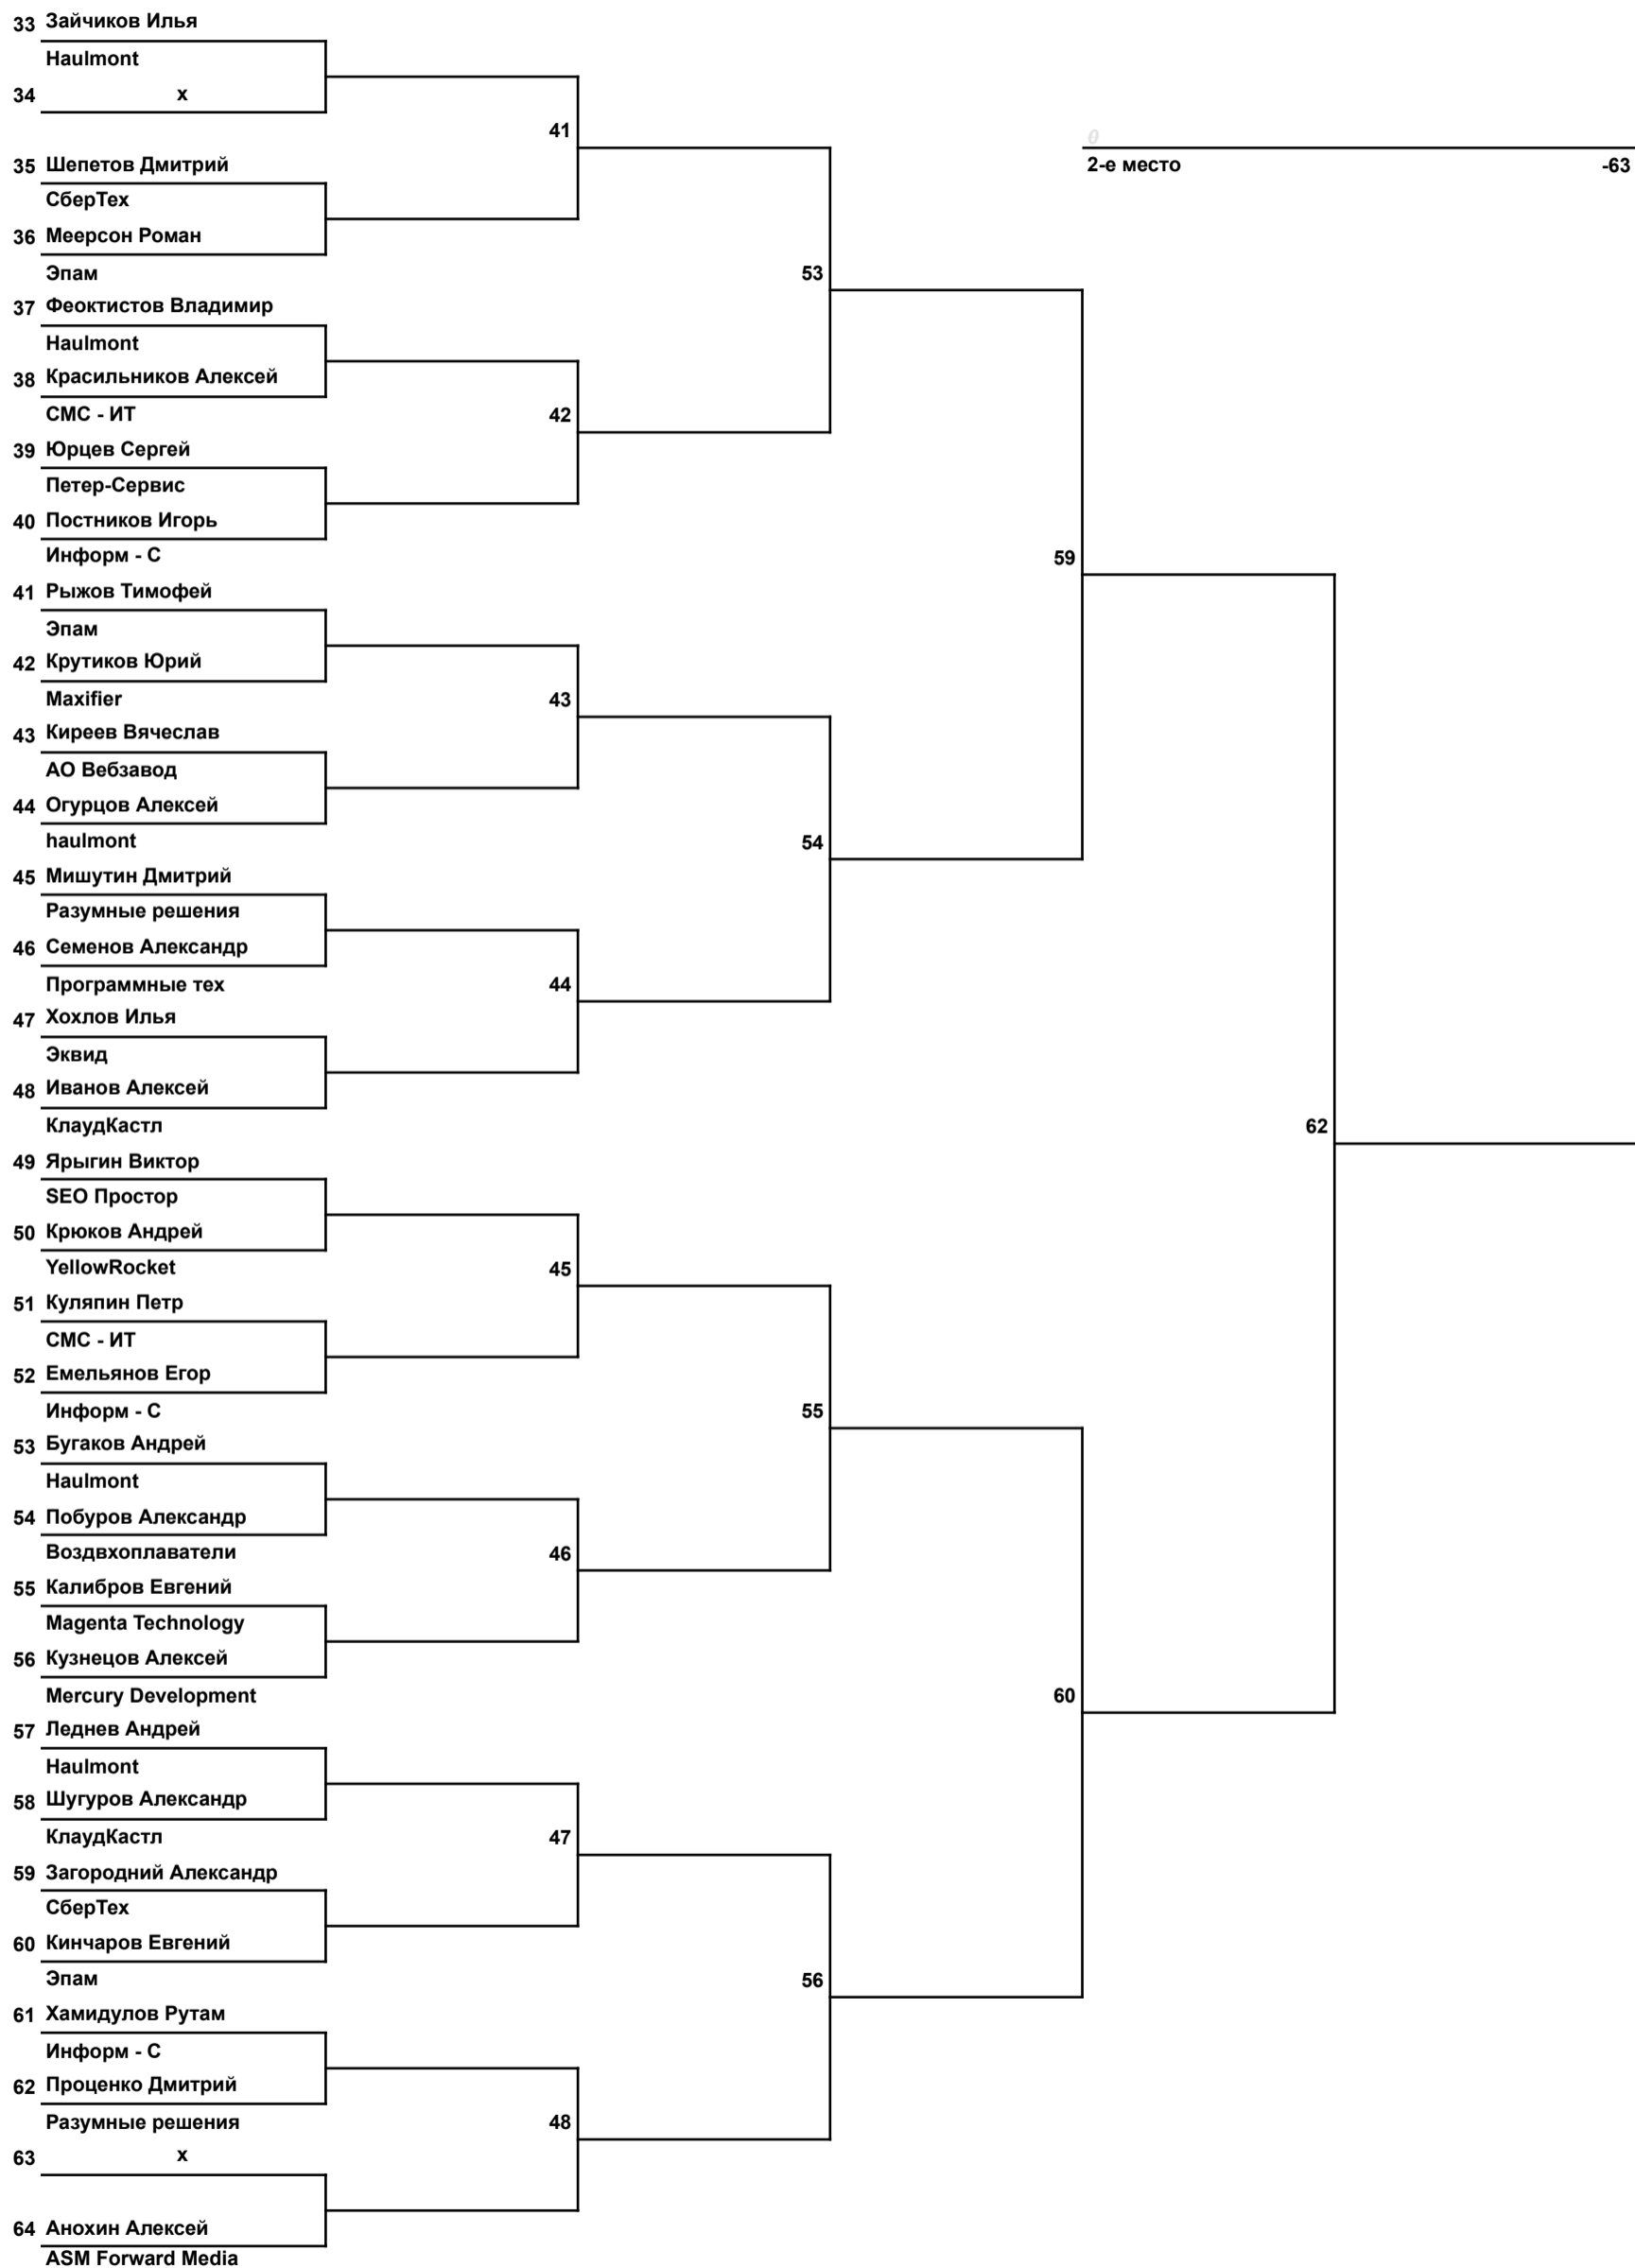 33 Зайчиков Илья
Haulmont
34 х
41
0
35 Шепетов Дмитрий
2-е место -63
СберТех
36 Меерсон Роман
Эпам
53
37 Феоктистов Владимир
Haulmont
38 Красильников Алексей
СМС - ИТ
42
39 Юрцев Сергей
Петер-Сервис
40 Постников Игорь
Информ - С
59
41 Рыжов Тимофей
Эпам
42 Крутиков Юрий
Maxifier
43
43 Киреев Вячеслав
АО Вебзавод
44 Огурцов Алексей
haulmont
54
45 Мишутин Дмитрий
Разумные решения
46 Семенов Александр
Программные тех
44
47 Хохлов Илья
Эквид
48 Иванов Алексей
КлаудКастл
62
49 Ярыгин Виктор
SEO Простор
50 Крюков Андрей
YellowRocket
45
51 Куляпин Петр
СМС - ИТ
52 Емельянов Егор
Информ - С
55
53 Бугаков Андрей
Haulmont
54 Побуров Александр
Воздвхоплаватели
46
55 Калибров Евгений
Magenta Technology
56 Кузнецов Алексей
Mercury Development
60
57 Леднев Андрей
Haulmont
58 Шугуров Александр
КлаудКастл
47
59 Загородний Александр
СберТех
60 Кинчаров Евгений
Эпам
56
61 Хамидулов Рутам
Информ - С
62 Проценко Дмитрий
Разумные решения
48
63 х
64 Анохин Алексей
ASM Forward Media